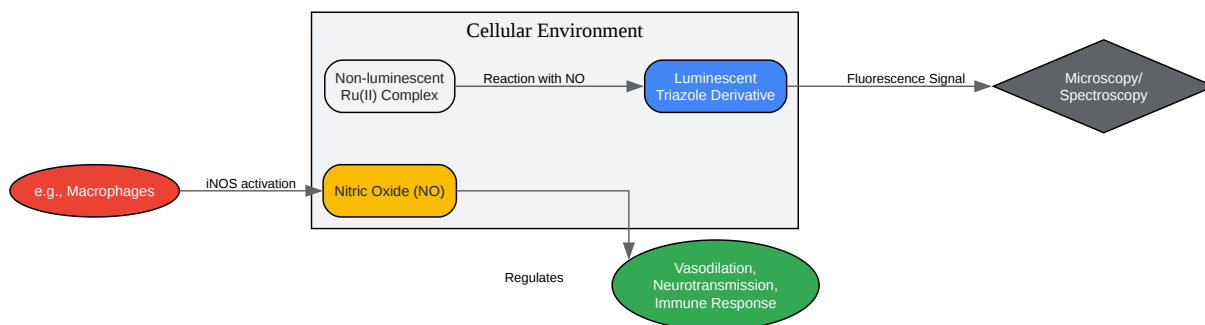 Cellular Environment
Non-luminescent
Ru(II) Complex
Reaction with NO
Luminescent
Triazole Derivative
Fluorescence Signal
Microscopy/
Spectroscopy
e.g., Macrophages
iNOS activation
Nitric Oxide (NO)
Regulates
Vasodilation,
Neurotransmission,
Immune Response